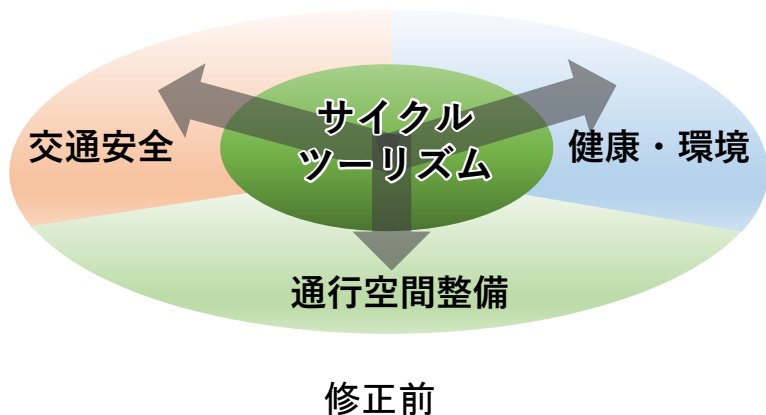 サイクル
ツーリズム
交通安全
健康・環境
通行空間整備
修正前